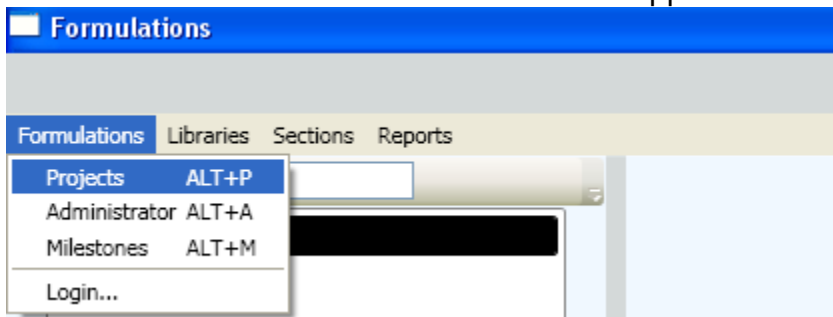 Formulations
Formulations Libraries Sections Reports
Projects ALT+P
Administrator ALT+A
Milestones ALT+M
Login...